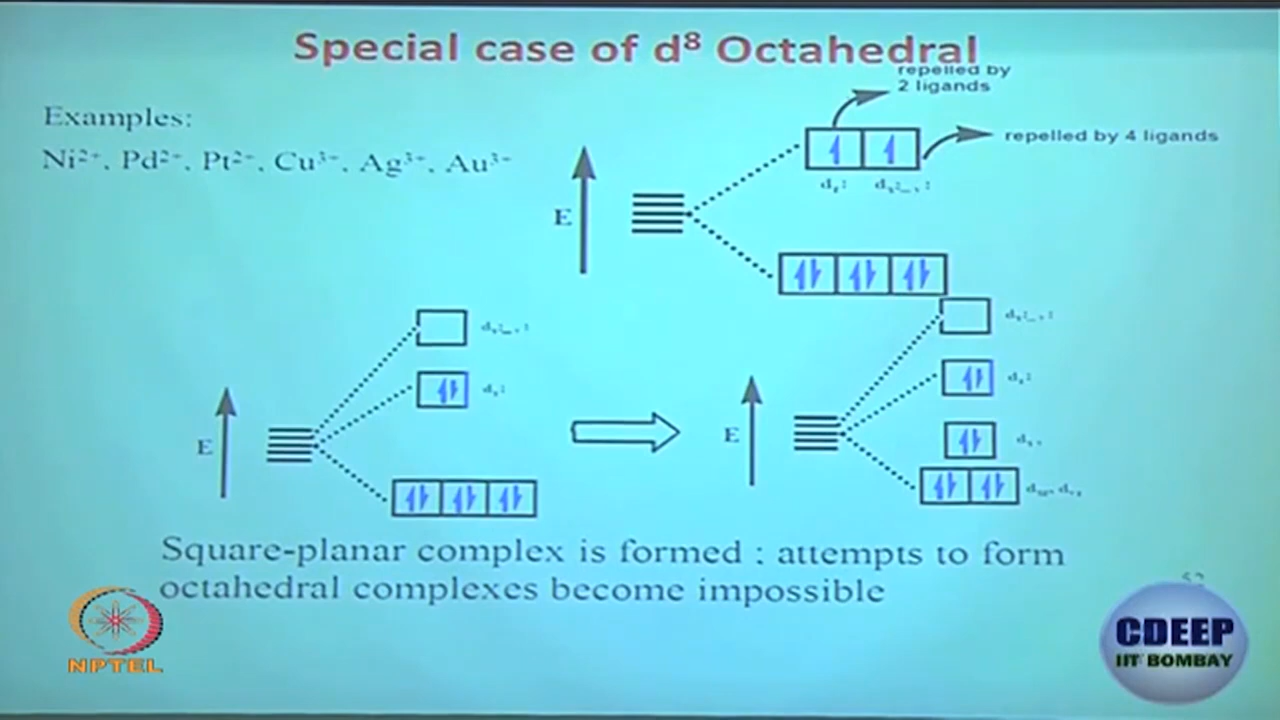 Special case of d⁸ Octahedral
repelled by
2 ligands
Examples:
Ni²⁺, Pd²⁺, Pt²⁺, Cu³⁺, Ag³⁺, Au³⁺
repelled by 4 ligands
E
E
E
Square-planar complex is formed : attempts to form
octahedral complexes become impossible
52
NPTEL
CDEEP
IIT BOMBAY